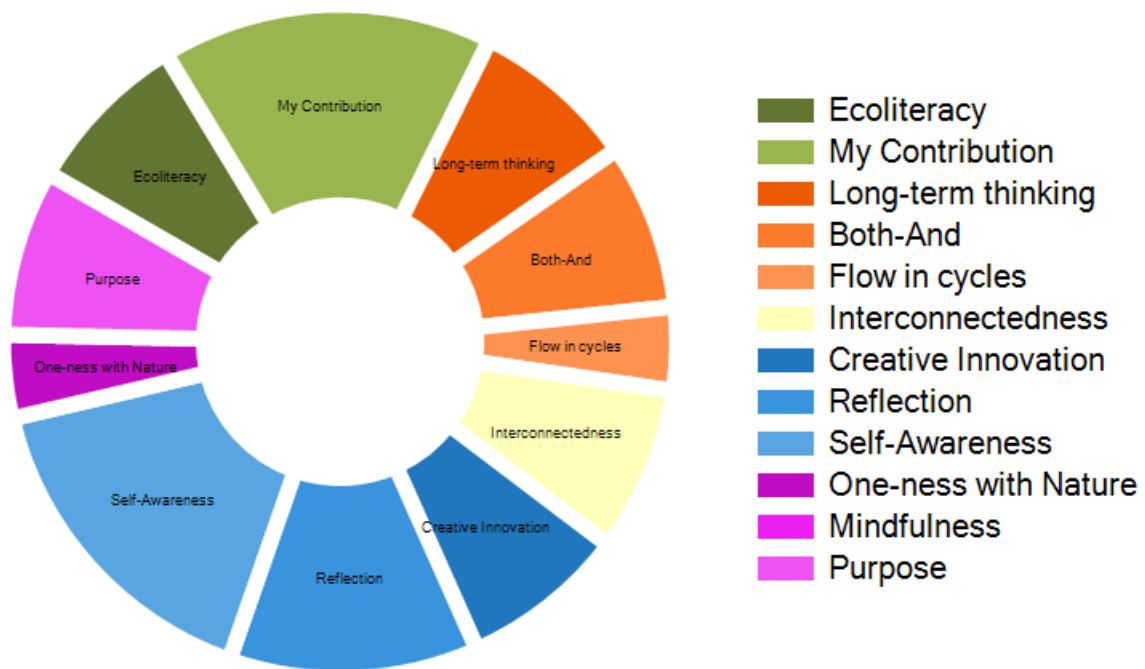 My Contribution
Long-term thinking
Ecoliteracy
Both-And
Purpose
Flow in cycles
One-ness with Nature
Interconnectedness
Self-Awareness
Creative Innovation
Reflection
Ecoliteracy
My Contribution
Long-term thinking
Both-And
Flow in cycles
Interconnectedness
Creative Innovation
Reflection
Self-Awareness
One-ness with Nature
Mindfulness
Purpose